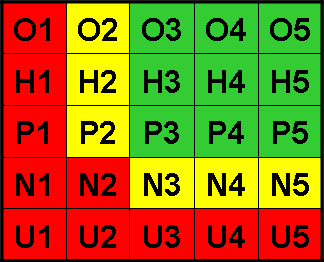 O1 O2 O3 O4 O5
H1 H2 H3 H4 H5
P1 P2 P3 P4 P5
N1 N2 N3 N4 N5
U1 U2 U3 U4 U5